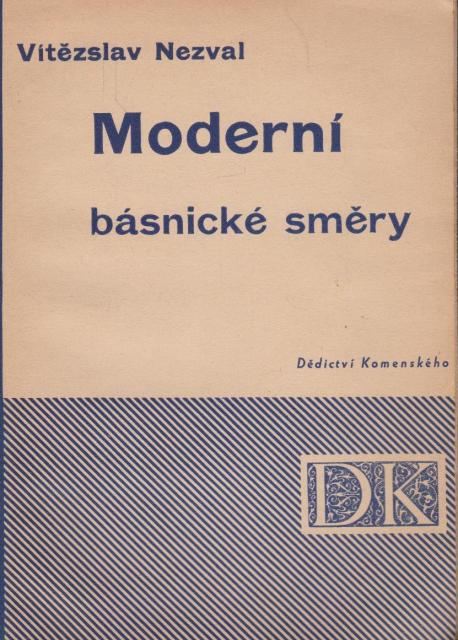 Vítězslav Nezval
Moderní
básnické směry
Dědictví Komenského
DK